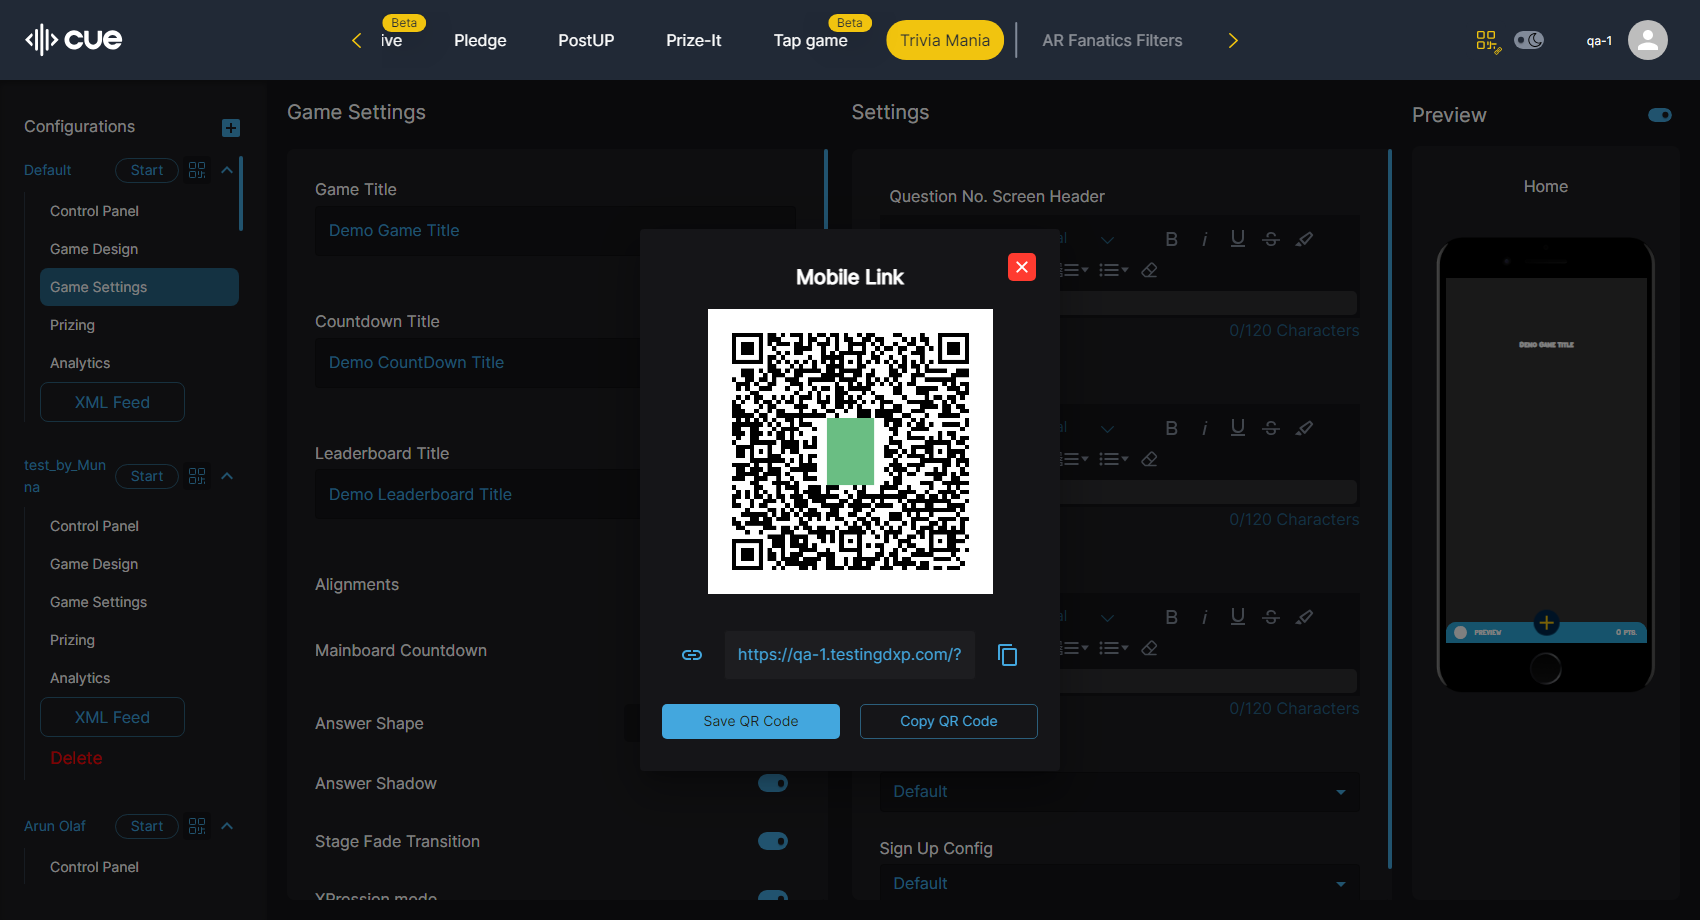 cue
ive
Beta
Pledge
PostUP
Prize-It
Tap game
Beta
Trivia Mania
AR Fanatics Filters
qa-1
Configurations
Default
Start
Control Panel
Game Design
Game Settings
Prizing
Analytics
XML Feed
test_by_Mun
na
Start
Control Panel
Game Design
Game Settings
Prizing
Analytics
XML Feed
Delete
Arun Olaf
Start
Control Panel
Game Settings
Game Title
Demo Game Title
Countdown Title
Demo CountDown Title
Leaderboard Title
Demo Leaderboard Title
Alignments
Mainboard Countdown
Answer Shape
Answer Shadow
Stage Fade Transition
XPression mode
Mobile Link
https://qa-1.testingdxp.com/?
Save QR Code
Copy QR Code
Settings
Question No. Screen Header
al
B i U S
0/120 Characters
al
B i U S
0/120 Characters
al
B i U S
0/120 Characters
Default
Sign Up Config
Default
Preview
Home
Demo Game Title
PREVIEW
0 PTS.